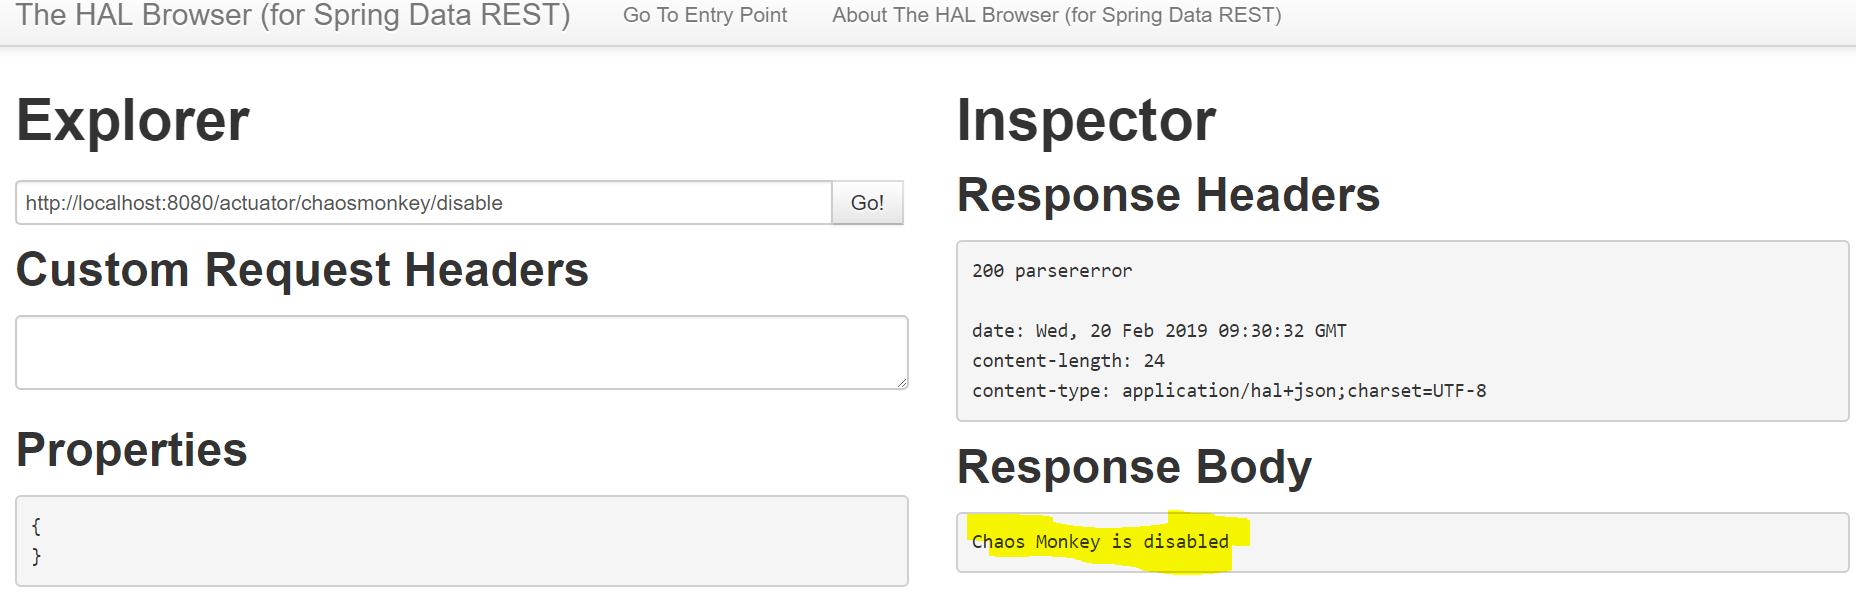 The HAL Browser (for Spring Data REST) Go To Entry Point About The HAL Browser (for Spring Data REST)
Explorer
http://localhost:8080/actuator/chaosmonkey/disable Go!
Custom Request Headers
Properties
{
}
Inspector
Response Headers
200 parsererror
date: Wed, 20 Feb 2019 09:30:32 GMT
content-length: 24
content-type: application/hal+json;charset=UTF-8
Response Body
Chaos Monkey is disabled